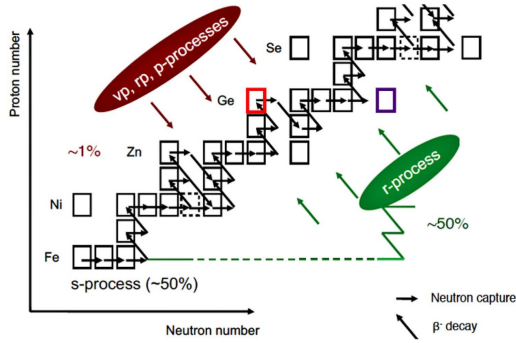 Proton number
νp, rp, p-processes
Se
Ge
~1%
Zn
Ni
Fe
r-process
~50%
s-process (~50%)
Neutron number
Neutron capture
β⁻ decay